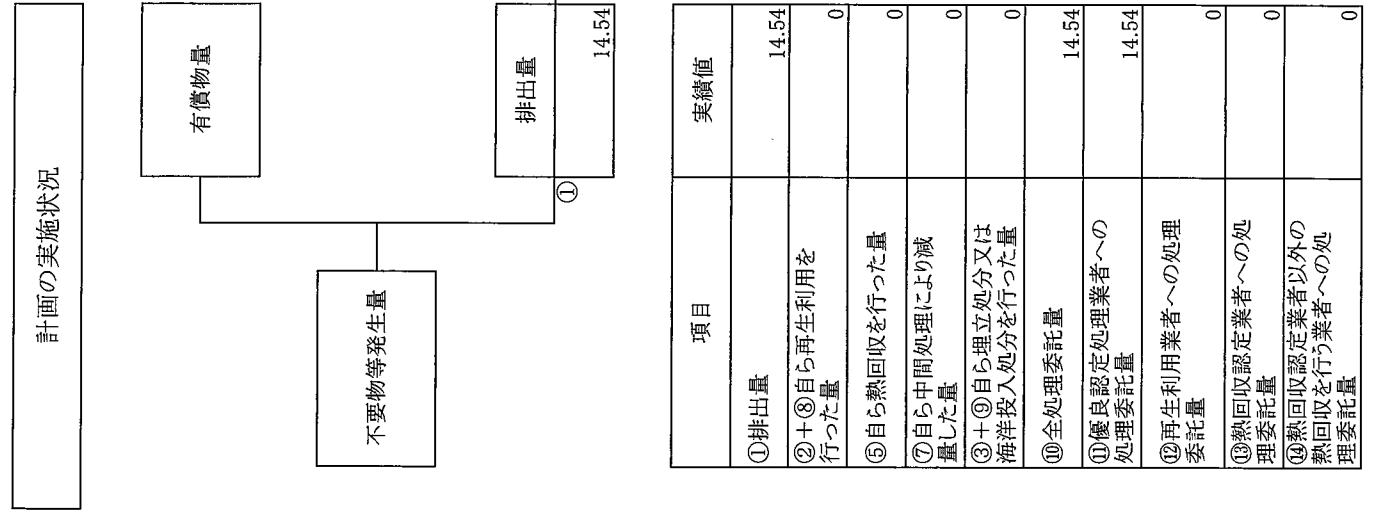 計画の実施状況
有償物量
不要物等発生量
排出量
①
14.54
項目
実績値
①排出量
14.54
②+⑧自ら再生利用を
行った量
0
⑤自ら熱回収を行った量
0
⑦自ら中間処理により減
量した量
0
③+⑨自ら埋立処分又は
海洋投入処分を行った量
0
⑩全処理委託量
14.54
⑪優良認定処理業者への
処理委託量
14.54
⑫再生利用業者への処理
委託量
0
⑬熱回収認定業者への処
理委託量
0
⑭熱回収認定業者以外の
熱回収を行う業者への処
理委託量
0